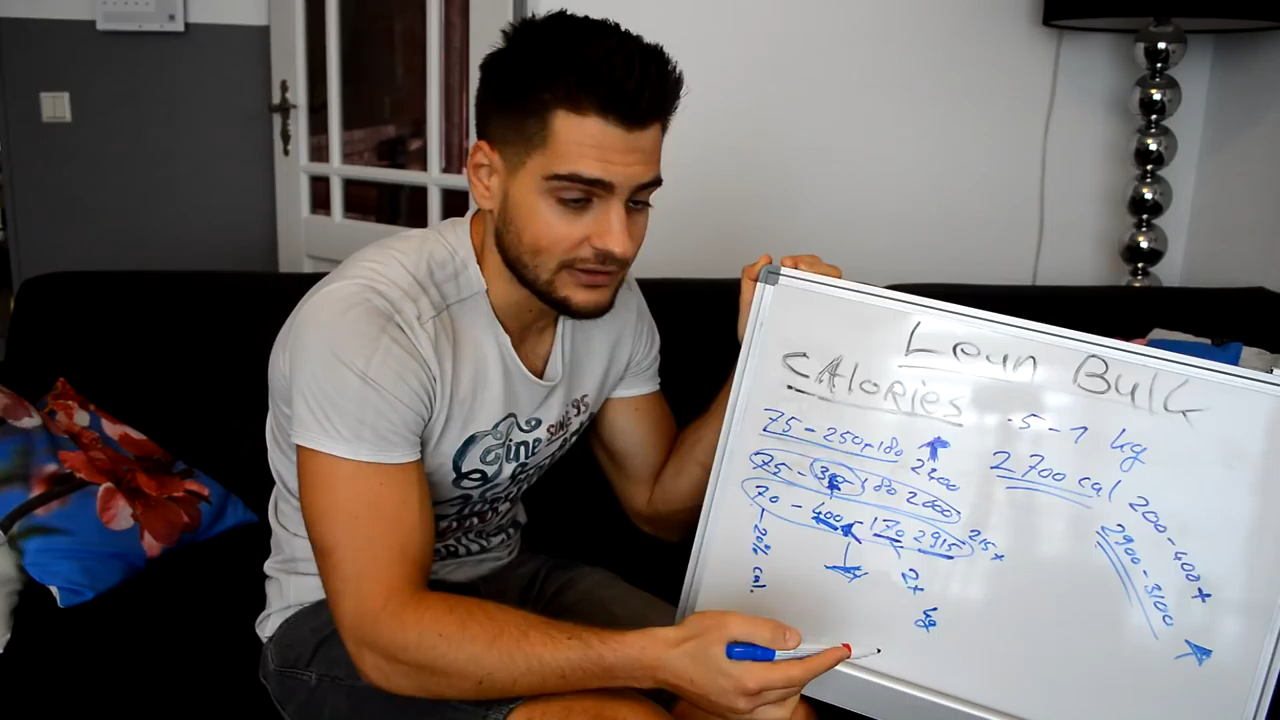 Lean Bulk
CAlORiEs
.5-1 kg
75-250, 180 2400
2700 cal
75-300, 180 2600
200-400+
70-400, 170 2915
215+
2900-3100
-20% cal.
2+
kg
SINCE 95